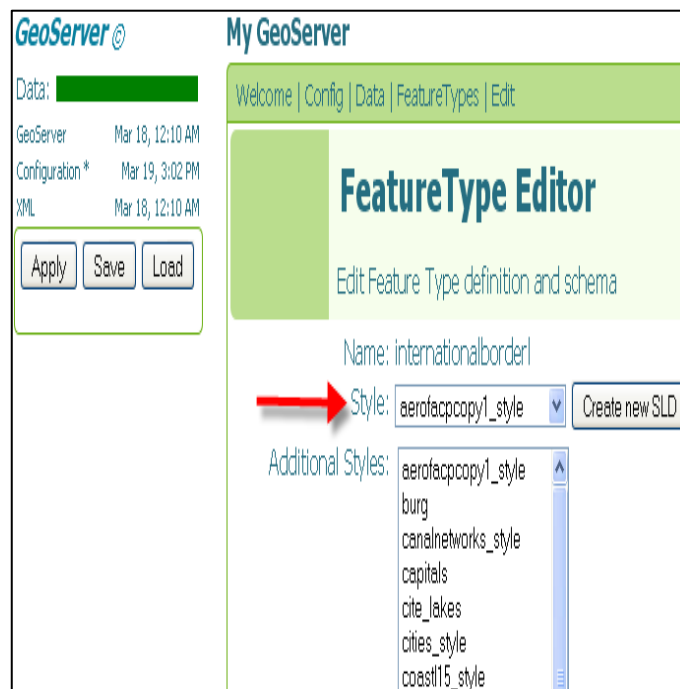 GeoServer ©
My GeoServer
Data:
Welcome | Config | Data | FeatureTypes | Edit
GeoServer Mar 18, 12:10 AM
Configuration * Mar 19, 3:02 PM
XML Mar 18, 12:10 AM
Apply Save Load
FeatureType Editor
Edit Feature Type definition and schema
Name: internationalborderl
Style: aerofacpcopy1_style Create new SLD
Additional Styles: aerofacpcopy1_style
burg
canalnetworks_style
capitals
cite_lakes
cities_style
coastl15_style